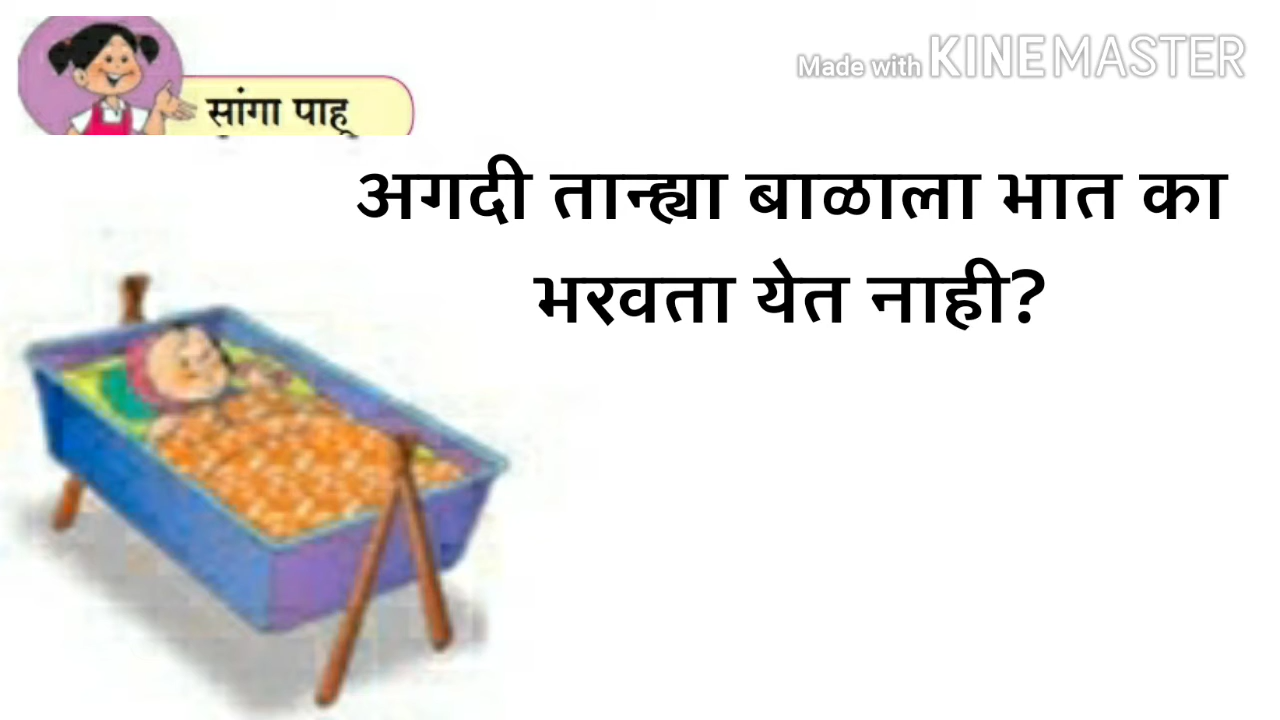 Made with KINEMASTER
सांगा पाहू
अगदी तान्ह्या बाळाला भात का
भरवता येत नाही?